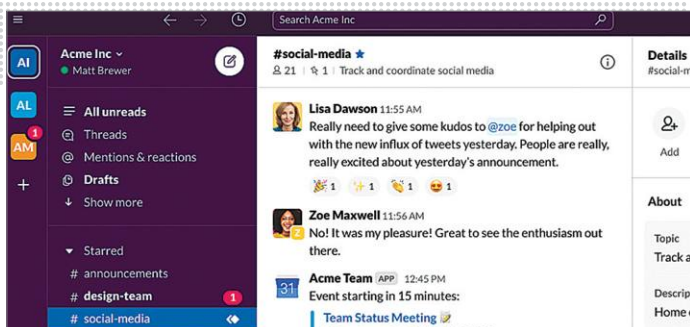 Search Acme Inc
AI
Acme Inc
Matt Brewer
AL
AM
1
All unreads
Threads
Mentions & reactions
Drafts
Show more
Starred
# announcements
# design-team 1
# social-media
#social-media
21 | 1 | Track and coordinate social media
Lisa Dawson 11:55 AM
Really need to give some kudos to @zoe for helping out
with the new influx of tweets yesterday. People are really,
really excited about yesterday's announcement.
1 1 1 1
Zoe Maxwell 11:56 AM
No! It was my pleasure! Great to see the enthusiasm out
there.
31
Acme Team APP 12:45 PM
Event starting in 15 minutes:
Team Status Meeting
Details
#social-m
Add
About
Topic
Track a
Descrip
Home